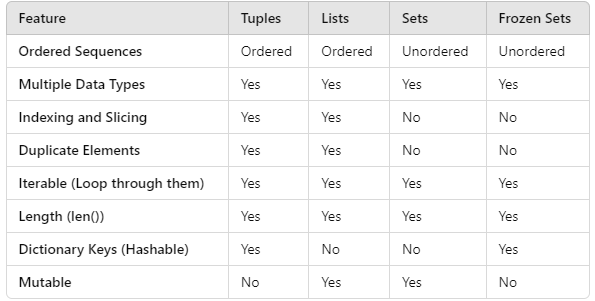 Feature Tuples Lists Sets Frozen Sets
Ordered Sequences Ordered Ordered Unordered Unordered
Multiple Data Types Yes Yes Yes Yes
Indexing and Slicing Yes Yes No No
Duplicate Elements Yes Yes No No
Iterable (Loop through them) Yes Yes Yes Yes
Length (len()) Yes Yes Yes Yes
Dictionary Keys (Hashable) Yes No No Yes
Mutable No Yes Yes No